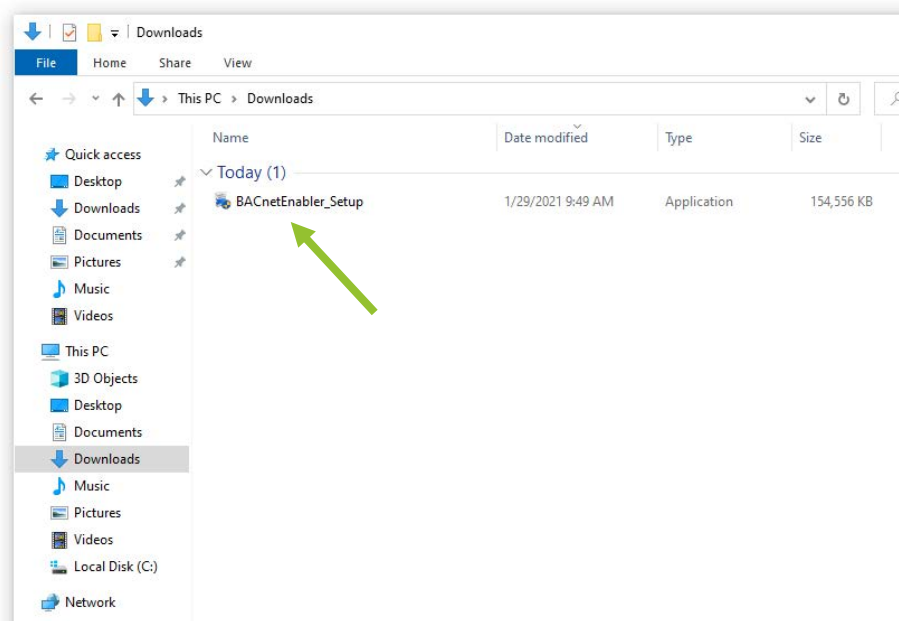 Downloads
File Home Share View
This PC > Downloads
Name Date modified Type Size
Quick access
Today (1)
Desktop
BACnetEnabler_Setup 1/29/2021 9:49 AM Application 154,556 KB
Downloads
Documents
Pictures
Music
Videos
This PC
3D Objects
Desktop
Documents
Downloads
Music
Pictures
Videos
Local Disk (C:)
Network